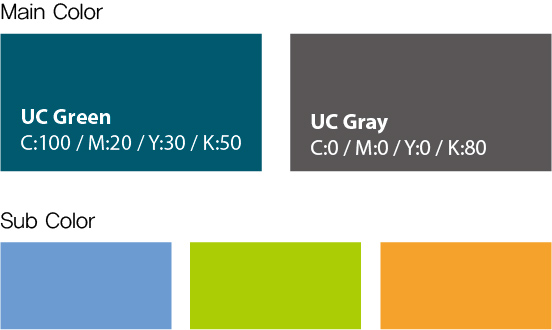 Main Color
UC Green
C:100 / M:20 / Y:30 / K:50
UC Gray
C:0 / M:0 / Y:0 / K:80
Sub Color